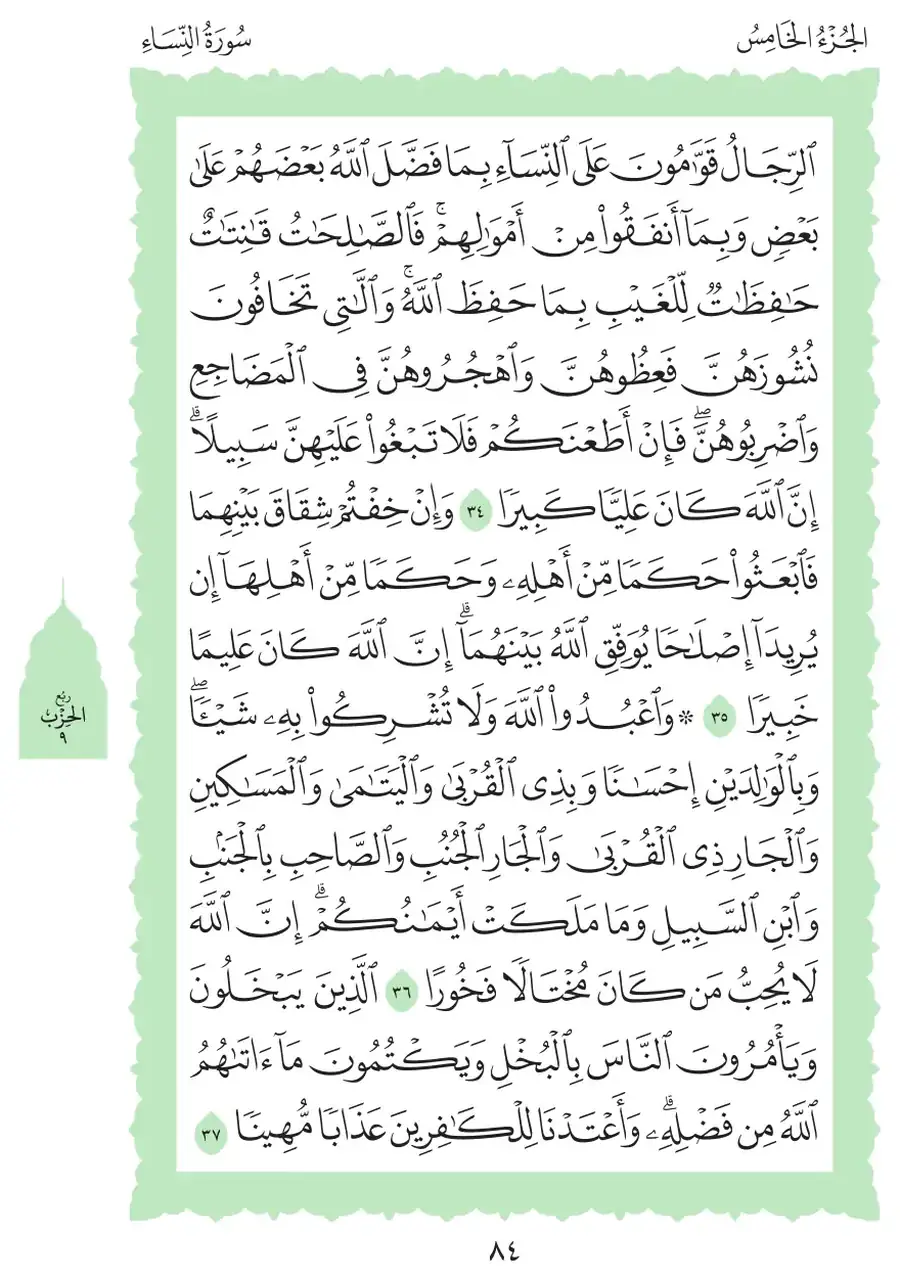 الجُزْءُ الخَامِسُ
سُورَةُ النِّسَاءِ
ٱلرِّجَالُ قَوَّٰمُونَ عَلَى ٱلنِّسَآءِ بِمَا فَضَّلَ ٱللَّهُ بَعْضَهُمْ عَلَىٰ
بَعْضٖ وَبِمَآ أَنفَقُواْ مِنْ أَمْوَٰلِهِمْۚ فَٱلصَّٰلِحَٰتُ قَٰنِتَٰتٌ
حَٰفِظَٰتٞ لِّلْغَيْبِ بِمَا حَفِظَ ٱللَّهُۚ وَٱلَّٰتِي تَخَافُونَ
نُشُوزَهُنَّ فَعِظُوهُنَّ وَٱهْجُرُوهُنَّ فِي ٱلْمَضَاجِعِ
وَٱضْرِبُوهُنَّۖ فَإِنْ أَطَعْنَكُمْ فَلَا تَبْغُواْ عَلَيْهِنَّ سَبِيلًاۗ
إِنَّ ٱللَّهَ كَانَ عَلِيّٗا كَبِيرٗا ٣٤ وَإِنْ خِفْتُمْ شِقَاقَ بَيْنِهِمَا
فَٱبْعَثُواْ حَكَمٗا مِّنْ أَهْلِهِۦ وَحَكَمٗا مِّنْ أَهْلِهَآ إِن
يُرِيدَآ إِصْلَٰحٗا يُوَفِّقِ ٱللَّهُ بَيْنَهُمَآۗ إِنَّ ٱللَّهَ كَانَ عَلِيمًا
خَبِيرٗا ٣٥ ۞ وَٱعْبُدُواْ ٱللَّهَ وَلَا تُشْرِكُواْ بِهِۦ شَيْـٔٗاۖ
وَبِٱلْوَٰلِدَيْنِ إِحْسَٰنٗا وَبِذِي ٱلْقُرْبَىٰ وَٱلْيَتَٰمَىٰ وَٱلْمَسَٰكِينِ
وَٱلْجَارِ ذِي ٱلْقُرْبَىٰ وَٱلْجَارِ ٱلْجُنُبِ وَٱلصَّاحِبِ بِٱلْجَنۢبِ
وَٱبْنِ ٱلسَّبِيلِ وَمَا مَلَكَتْ أَيْمَٰنُكُمْۗ إِنَّ ٱللَّهَ
لَا يُحِبُّ مَن كَانَ مُخْتَالٗا فَخُورًا ٣٦ ٱلَّذِينَ يَبْخَلُونَ
وَيَأْمُرُونَ ٱلنَّاسَ بِٱلْبُخْلِ وَيَكْتُمُونَ مَآ ءَاتَىٰهُمُ
ٱللَّهُ مِن فَضْلِهِۦۗ وَأَعْتَدْنَا لِلْكَٰفِرِينَ عَذَابٗا مُّهِينٗا ٣٧
ربع
الحِزْب
٩
٨٤